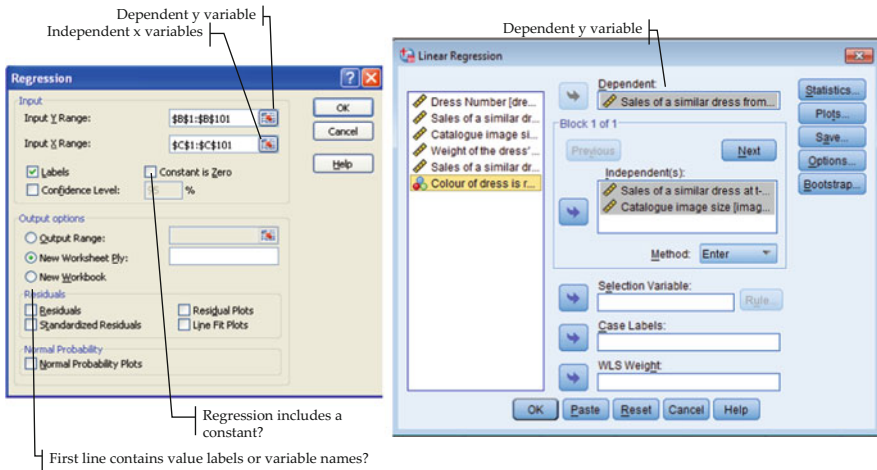 Dependent y variable
Independent x variables
Regression
Input
Input Y Range:
$B$1:$B$101
Input X Range:
$C$1:$C$101
Labels
Constant is Zero
Confidence Level:
95 %
OK
Cancel
Help
Output options
Output Range:
New Worksheet Ply:
New Workbook
Residuals
Residuals
Residual Plots
Standardized Residuals
Line Fit Plots
Normal Probability
Normal Probability Plots
Regression includes a
constant?
First line contains value labels or variable names?
Dependent y variable
Linear Regression
Dress Number [dre...
Sales of a similar dr...
Catalogue image si...
Weight of the dress'...
Sales of a similar dr...
Colour of dress is r...
Dependent:
Sales of a similar dress from...
Block 1 of 1
Previous
Next
Independent(s):
Sales of a similar dress at t-...
Catalogue image size [imag...
Method: Enter
Selection Variable:
Rule...
Case Labels:
WLS Weight:
Statistics...
Plots...
Save...
Options...
Bootstrap...
OK Paste Reset Cancel Help